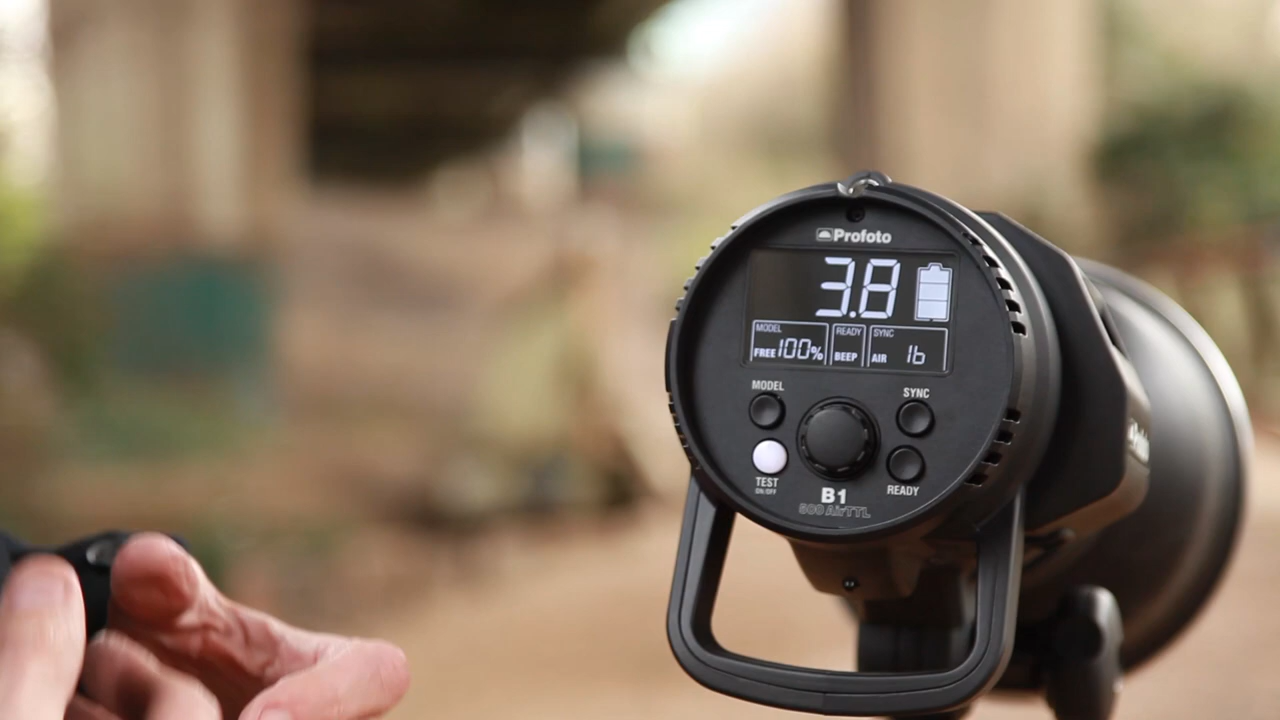 Profoto
3.8
MODEL READY SYNC
FREE 100% BEEP AIR 1b
MODEL SYNC
TEST READY
ON/OFF
B1
500 AirTTL